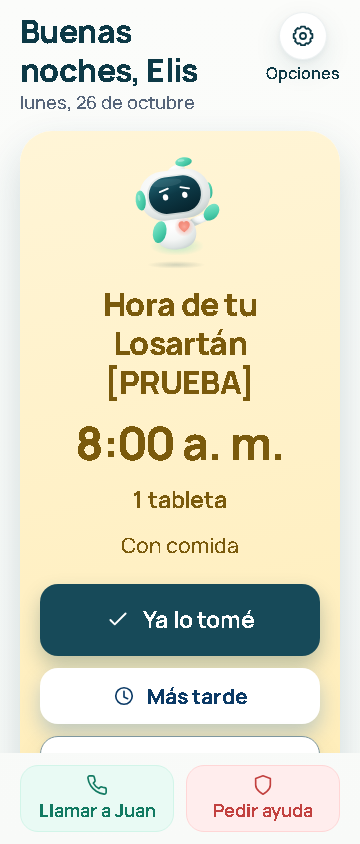 Buenas
noches, Elis
Opciones
lunes, 26 de octubre
Hora de tu
Losartán
[PRUEBA]
8:00 a. m.
1 tableta
Con comida
Ya lo tomé
Más tarde
Llamar a Juan
Pedir ayuda